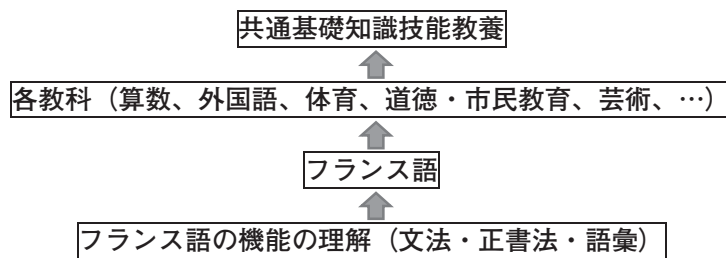 共通基礎知識技能教養
各教科（算数、外国語、体育、道徳・市民教育、芸術、…）
フランス語
フランス語の機能の理解（文法・正書法・語彙）